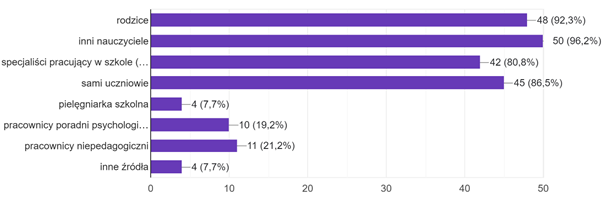 rodzice 48 (92,3%)
inni nauczyciele 50 (96,2%)
specjaliści pracujący w szkole (… 42 (80,8%)
sami uczniowie 45 (86,5%)
pielęgniarka szkolna 4 (7,7%)
pracownicy poradni psychologi… 10 (19,2%)
pracownicy niepedagogiczni 11 (21,2%)
inne źródła 4 (7,7%)
0 10 20 30 40 50